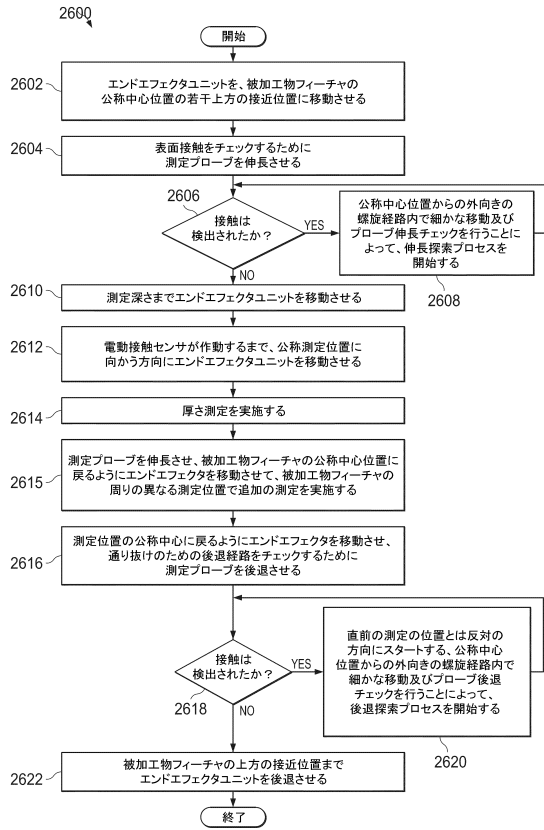 2600
開始
2602
エンドエフェクタユニットを、被加工物フィーチャの
公称中心位置の若干上方の接近位置に移動させる
2604
表面接触をチェックするために
測定プローブを伸長させる
2606
接触は
検出されたか？
YES
公称中心位置からの外向きの
螺旋経路内で細かな移動及び
プローブ伸長チェックを行うことに
よって、伸長探索プロセスを
開始する
2608
NO
2610
測定深さまでエンドエフェクタユニットを移動させる
2612
電動接触センサが作動するまで、公称測定位置に
向かう方向にエンドエフェクタユニットを移動させる
2614
厚さ測定を実施する
2615
測定プローブを伸長させ、被加工物フィーチャの公称中心位置に
戻るようにエンドエフェクタを移動させて、被加工物フィーチャの
周りの異なる測定位置で追加の測定を実施する
2616
測定位置の公称中心に戻るようにエンドエフェクタを移動させ、
通り抜けのための後退経路をチェックするために
測定プローブを後退させる
接触は
検出されたか？
2618
YES
直前の測定の位置とは反対の
方向にスタートする、公称中心
位置からの外向きの螺旋経路内で
細かな移動及びプローブ後退
チェックを行うことによって、
後退探索プロセスを開始する
2620
NO
2622
被加工物フィーチャの上方の接近位置まで
エンドエフェクタユニットを後退させる
終了